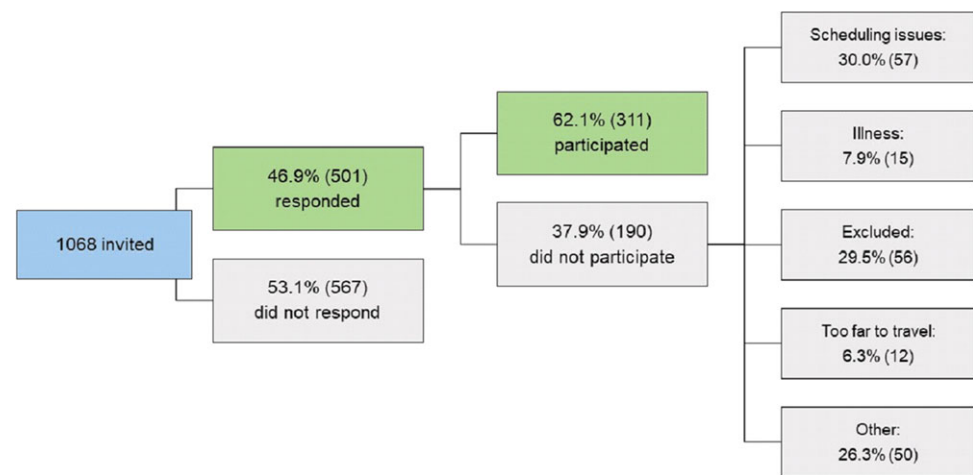 1068 invited
46.9% (501)
responded
53.1% (567)
did not respond
62.1% (311)
participated
37.9% (190)
did not participate
Scheduling issues:
30.0% (57)
Illness:
7.9% (15)
Excluded:
29.5% (56)
Too far to travel:
6.3% (12)
Other:
26.3% (50)